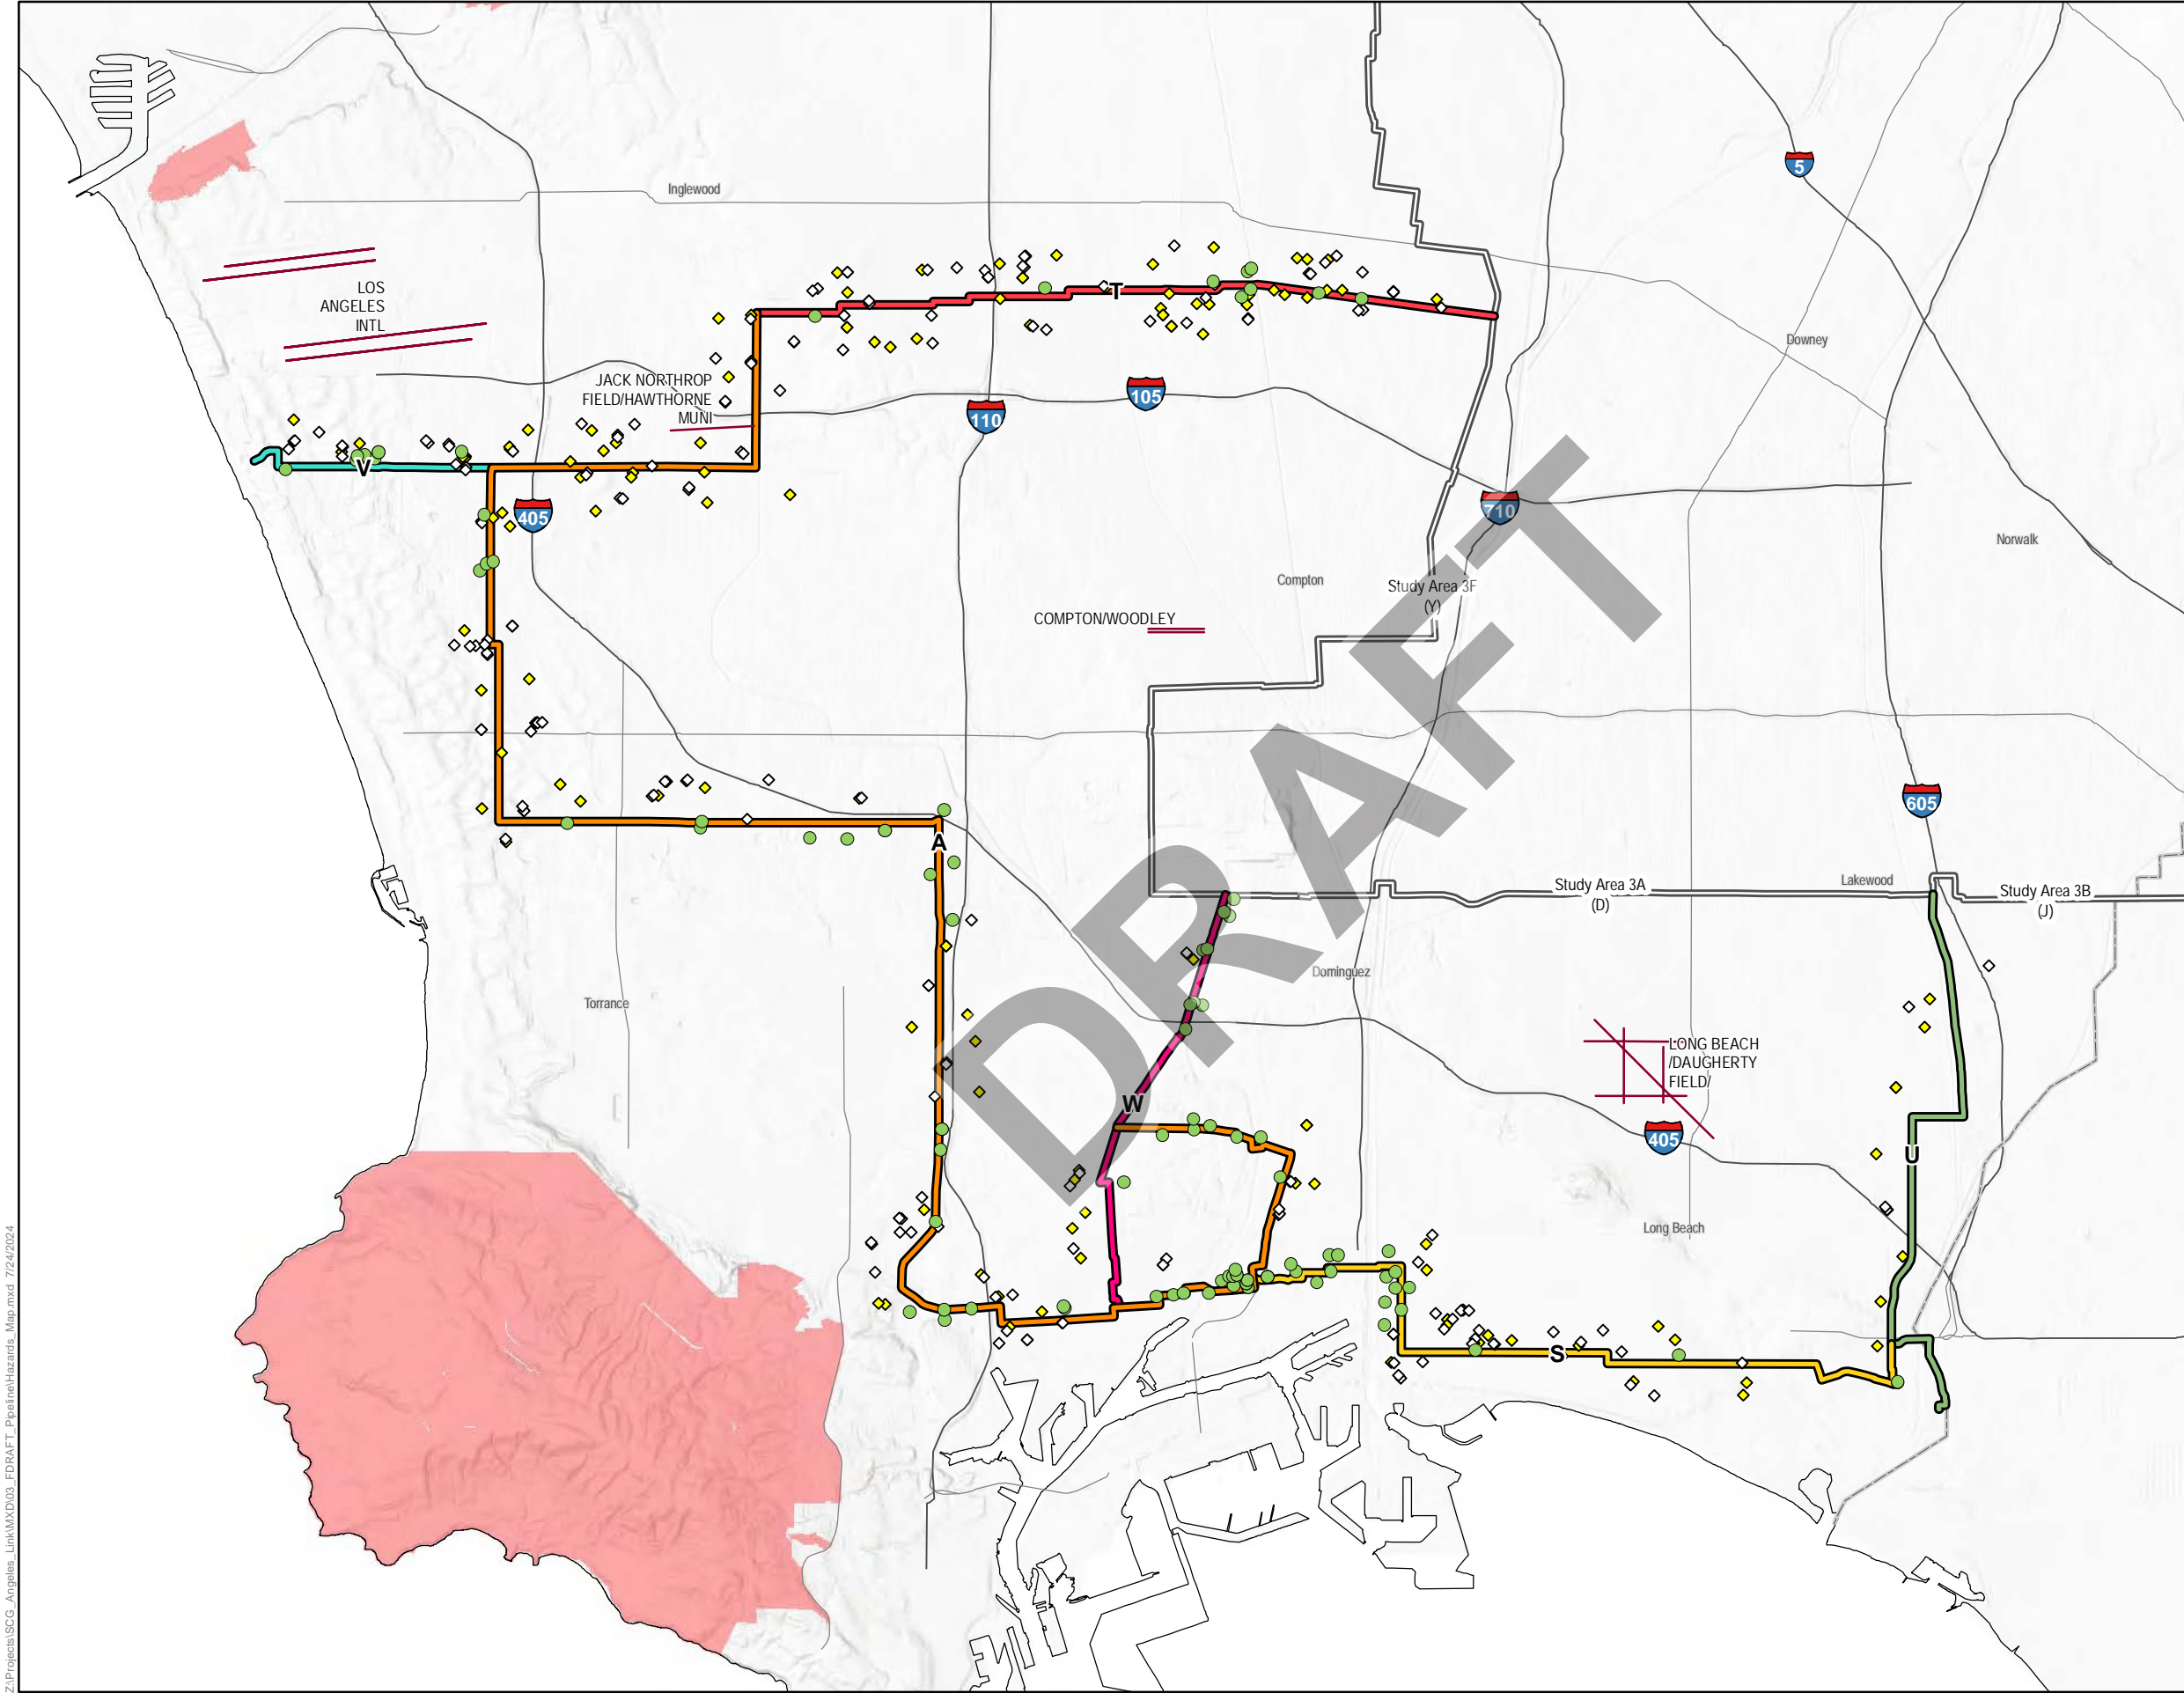 5
Inglewood
LOS
ANGELES
INTL
T
Downey
JACK NORTHROP
FIELD/HAWTHORNE
MUNI
105
110
V
405
710
Norwalk
Compton
Study Area 3F
(Y)
COMPTON/WOODLEY
605
A
Lakewood
Study Area 3A
(D)
Study Area 3B
(J)
DRAFT
Dominguez
Torrance
LONG BEACH
/DAUGHERTY
FIELD/
W
405
U
Long Beach
S
Z:\Projects\SCG_Angeles_Link\MXD\03_FDRAFT_Pipeline\Hazards_Map.mxd 7/24/2024